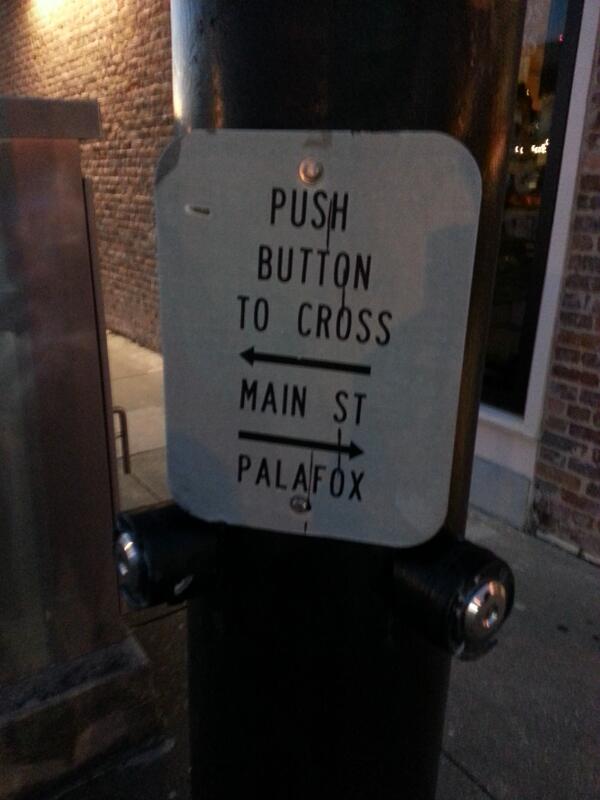 PUSH
BUTTON
TO CROSS
MAIN ST
PALAFOX